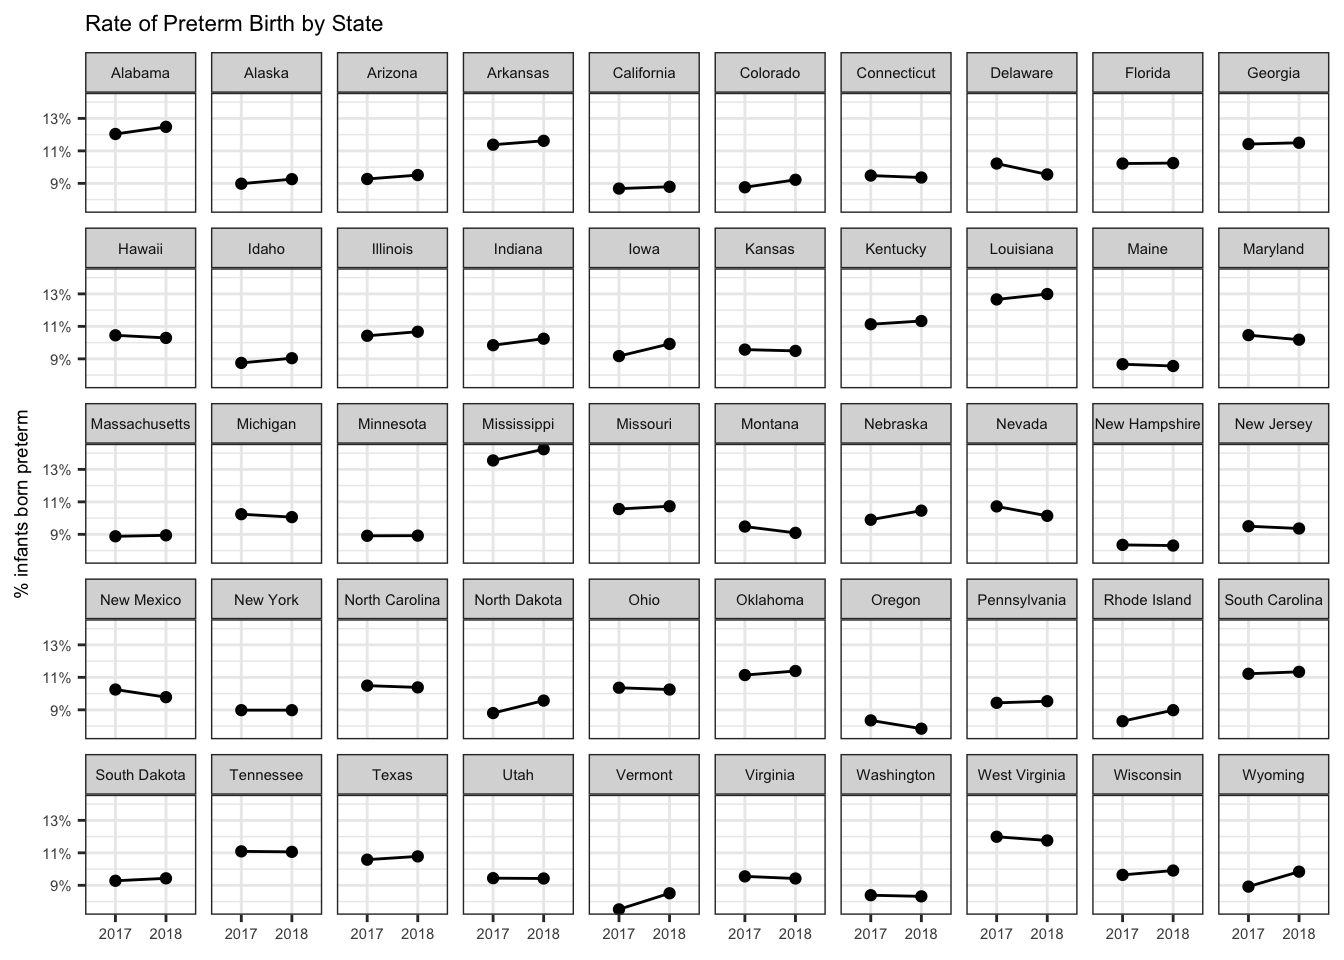 Rate of Preterm Birth by State
Alabama Alaska Arizona Arkansas California Colorado Connecticut Delaware Florida Georgia
13%
11%
9%
Hawaii Idaho Illinois Indiana Iowa Kansas Kentucky Louisiana Maine Maryland
13%
11%
9%
% infants born preterm
Massachusetts Michigan Minnesota Mississippi Missouri Montana Nebraska Nevada New Hampshire New Jersey
13%
11%
9%
New Mexico New York North Carolina North Dakota Ohio Oklahoma Oregon Pennsylvania Rhode Island South Carolina
13%
11%
9%
South Dakota Tennessee Texas Utah Vermont Virginia Washington West Virginia Wisconsin Wyoming
13%
11%
9%
2017 2018 2017 2018 2017 2018 2017 2018 2017 2018 2017 2018 2017 2018 2017 2018 2017 2018 2017 2018